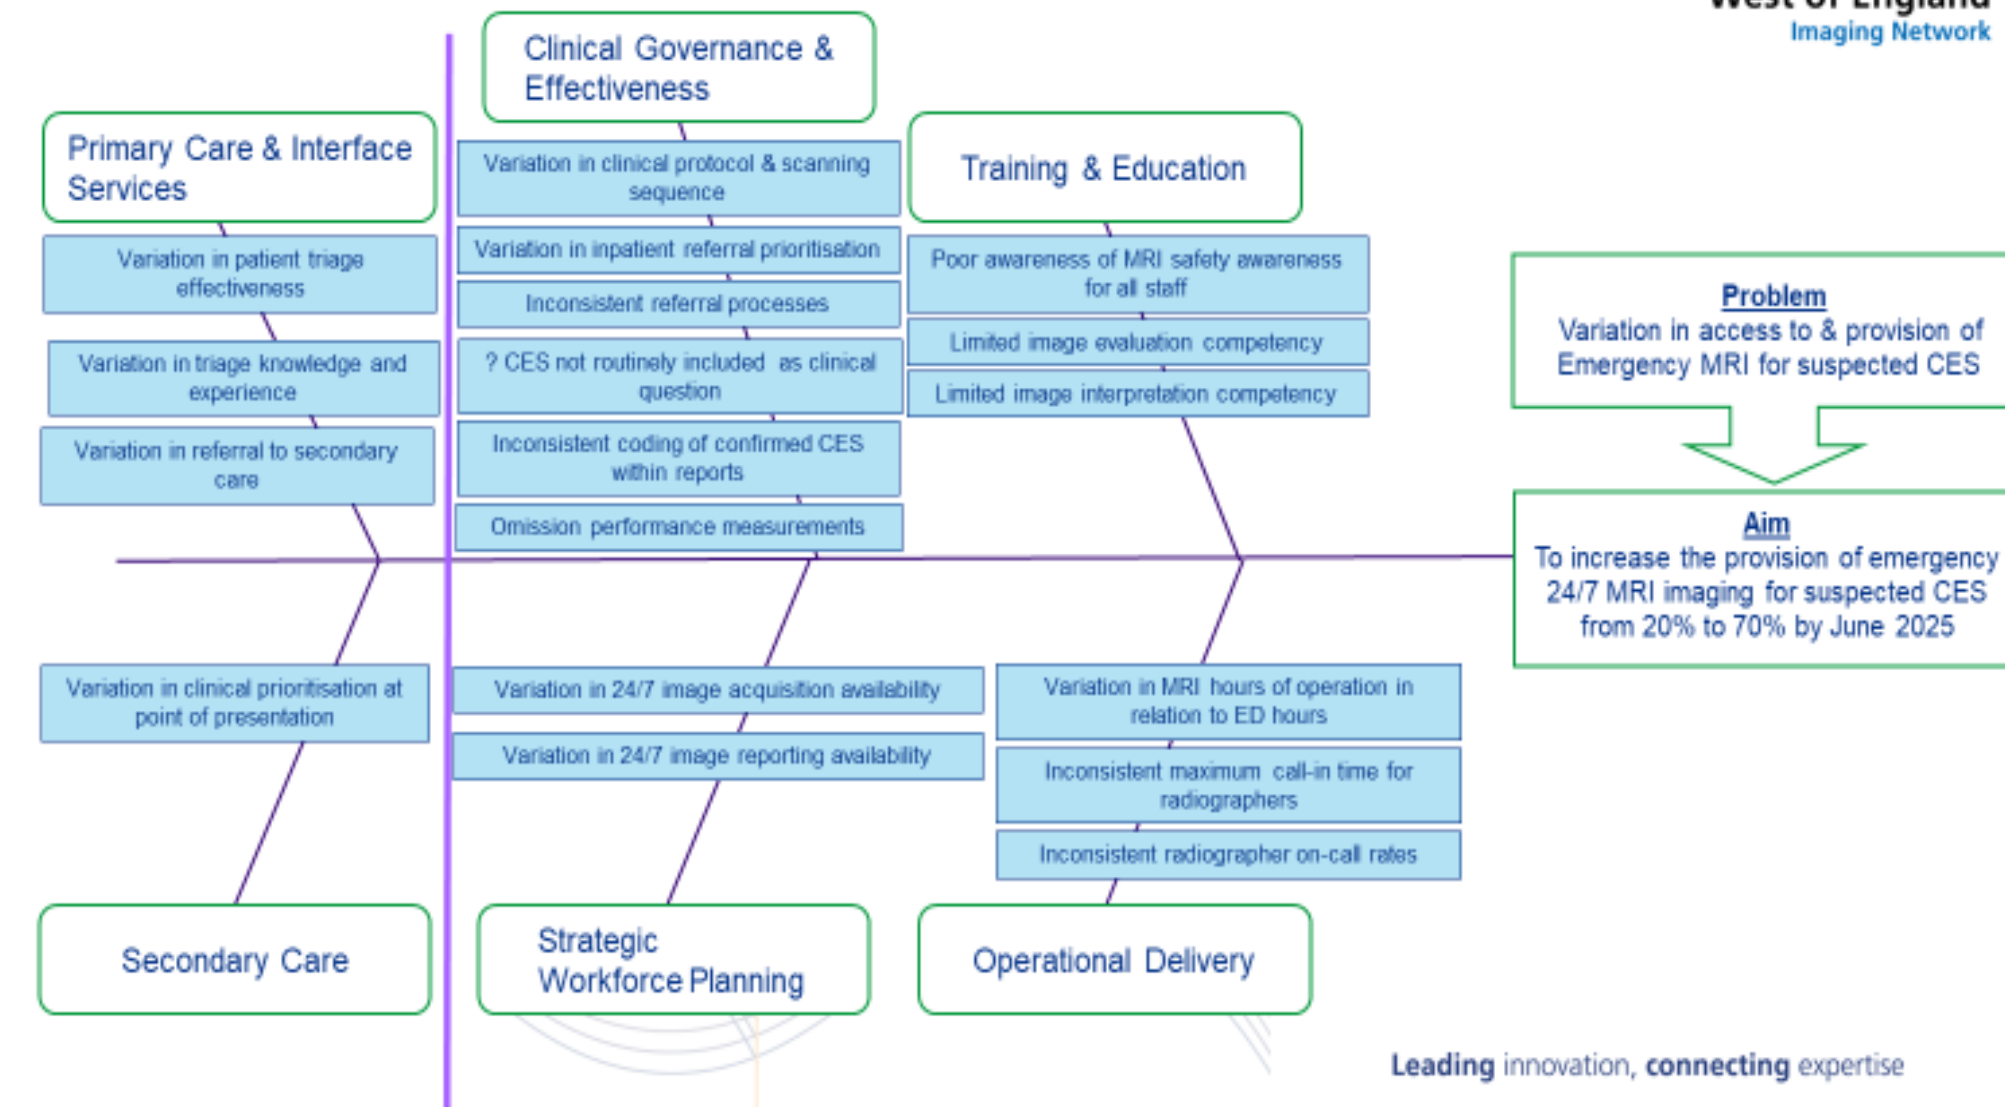 West of England
Imaging Network
Clinical Governance &
Effectiveness
Primary Care & Interface
Services
Training & Education
Variation in clinical protocol & scanning
sequence
Variation in inpatient referral prioritisation
Inconsistent referral processes
? CES not routinely included as clinical
question
Inconsistent coding of confirmed CES
within reports
Omission performance measurements
Variation in patient triage
effectiveness
Variation in triage knowledge and
experience
Variation in referral to secondary
care
Poor awareness of MRI safety awareness
for all staff
Limited image evaluation competency
Limited image interpretation competency
Problem
Variation in access to & provision of
Emergency MRI for suspected CES
Aim
To increase the provision of emergency
24/7 MRI imaging for suspected CES
from 20% to 70% by June 2025
Variation in clinical prioritisation at
point of presentation
Variation in 24/7 image acquisition availability
Variation in 24/7 image reporting availability
Variation in MRI hours of operation in
relation to ED hours
Inconsistent maximum call-in time for
radiographers
Inconsistent radiographer on-call rates
Secondary Care
Strategic
Workforce Planning
Operational Delivery
Leading innovation, connecting expertise